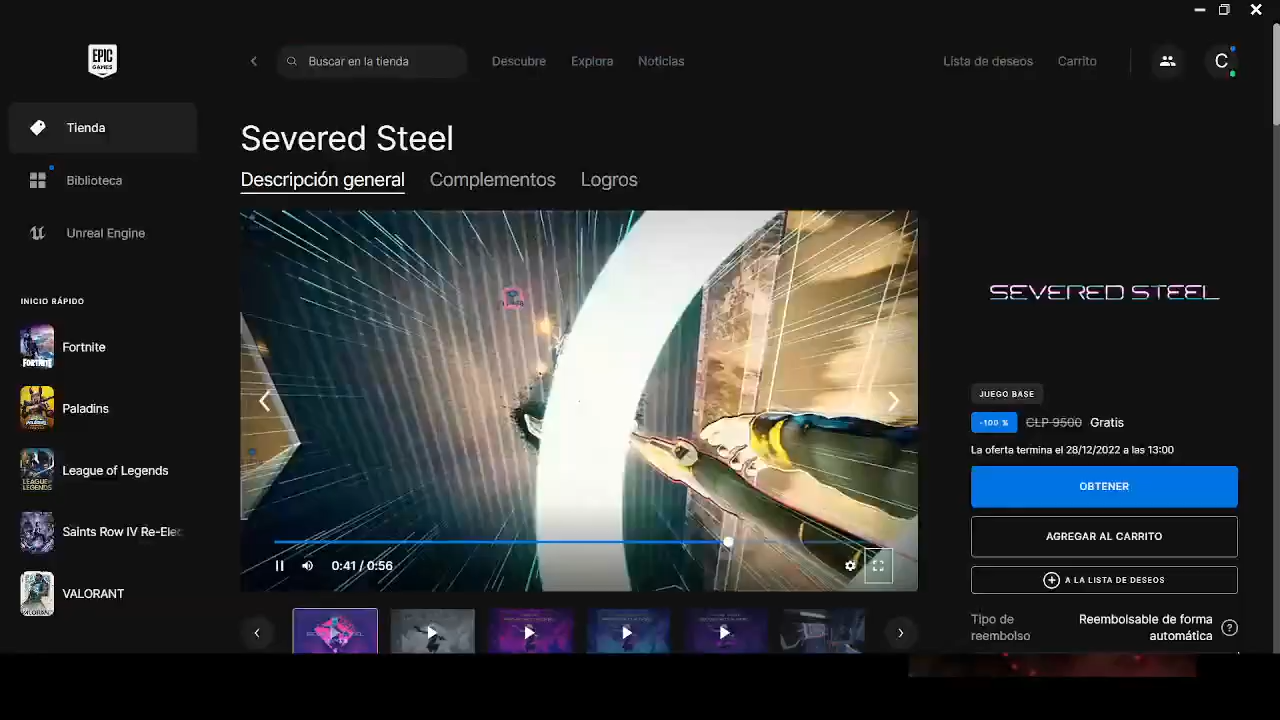 EPIC
GAMES
Buscar en la tienda
Descubre
Explora
Noticias
Lista de deseos
Carrito
C
Tienda
Biblioteca
Unreal Engine
INICIO RÁPIDO
Fortnite
Paladins
League of Legends
Saints Row IV Re-Elec
VALORANT
Severed Steel
Descripción general
Complementos
Logros
0:41 / 0:56
SEVERED STEEL
JUEGO BASE
-100 %
CLP 9500
Gratis
La oferta termina el 28/12/2022 a las 13:00
OBTENER
AGREGAR AL CARRITO
A LA LISTA DE DESEOS
Tipo de
reembolso
Reembolsable de forma
automática
?